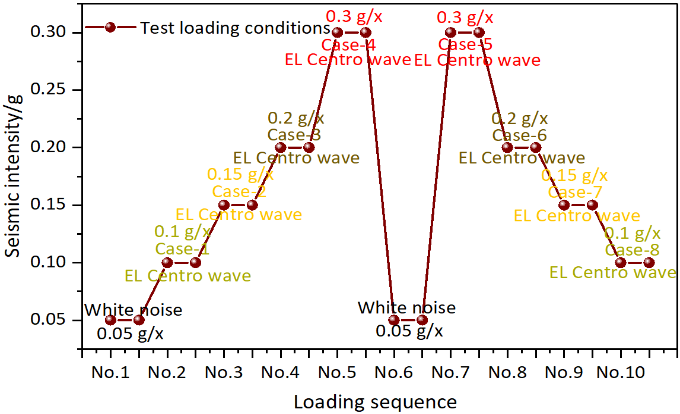 Test loading conditions
0.3 g/x
Case-4
EL Centro wave
0.3 g/x
Case-5
EL Centro wave
0.2 g/x
Case-3
EL Centro wave
0.2 g/x
Case-6
EL Centro wave
0.15 g/x
Case-2
EL Centro wave
0.15 g/x
Case-7
EL Centro wave
0.1 g/x
Case-1
EL Centro wave
0.1 g/x
Case-8
EL Centro wave
White noise
0.05 g/x
White noise
0.05 g/x
Seismic intensity/g
0.30
0.25
0.20
0.15
0.10
0.05
No.1 No.2 No.3 No.4 No.5 No.6 No.7 No.8 No.9 No.10
Loading sequence